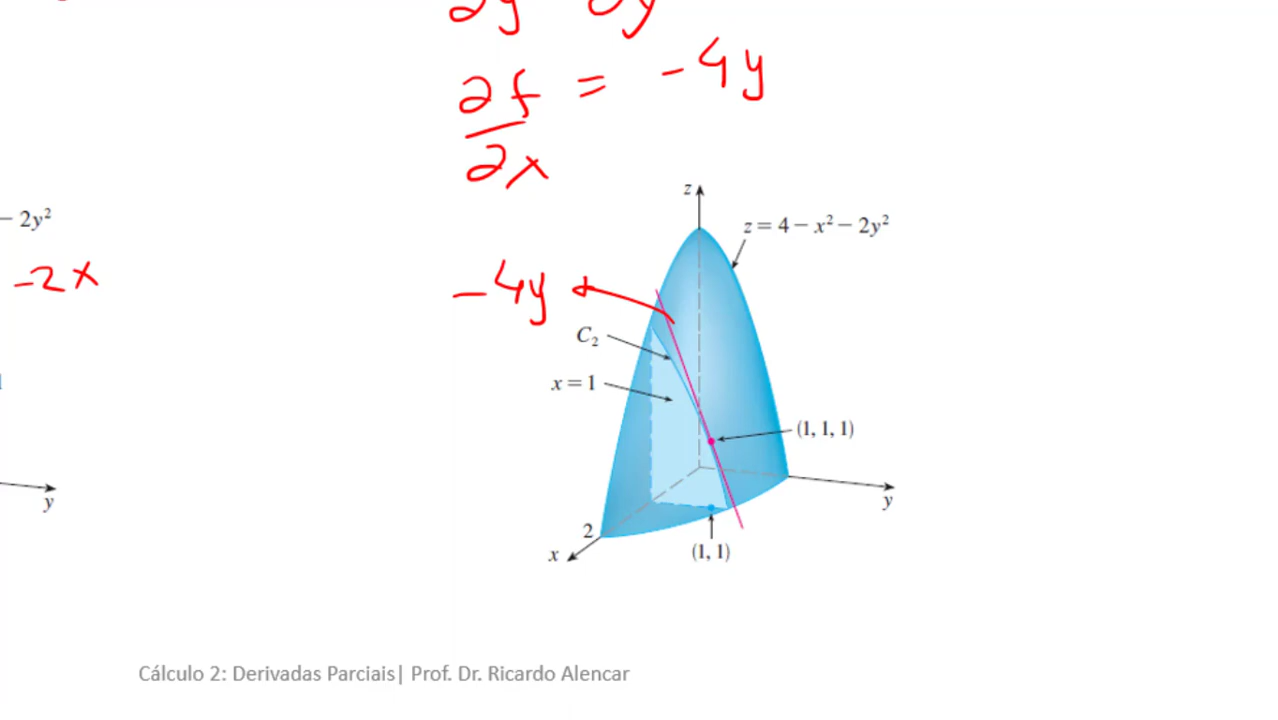 ∂y ∂y
∂f/∂x = -4y
z
z = 4 – x² – 2y²
– 2y²
-2x
-4y
C₂
x = 1
(1, 1, 1)
y
y
2
x
(1, 1)
Cálculo 2: Derivadas Parciais| Prof. Dr. Ricardo Alencar